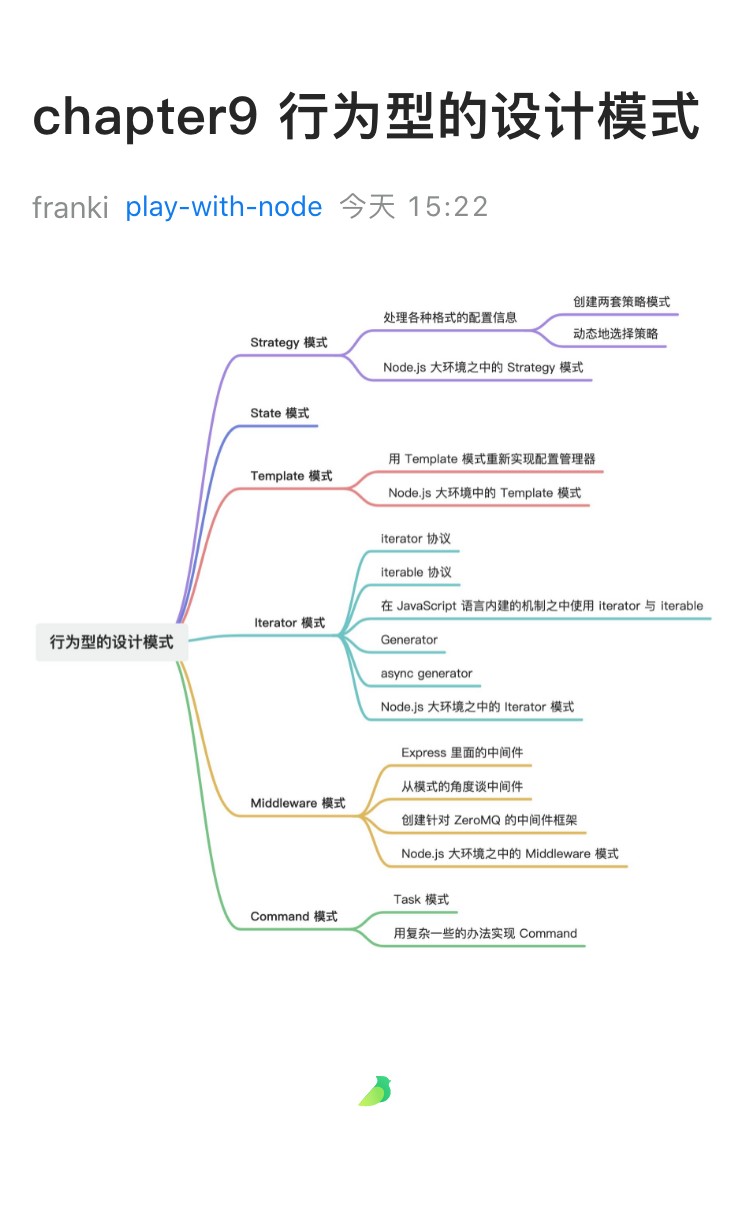 chapter9 行为型的设计模式
franki play-with-node 今天 15:22
行为型的设计模式
Strategy 模式
处理各种格式的配置信息
创建两套策略模式
动态地选择策略
Node.js 大环境之中的 Strategy 模式
State 模式
Template 模式
用 Template 模式重新实现配置管理器
Node.js 大环境中的 Template 模式
Iterator 模式
iterator 协议
iterable 协议
在 JavaScript 语言内建的机制之中使用 iterator 与 iterable
Generator
async generator
Node.js 大环境之中的 Iterator 模式
Middleware 模式
Express 里面的中间件
从模式的角度谈中间件
创建针对 ZeroMQ 的中间件框架
Node.js 大环境之中的 Middleware 模式
Command 模式
Task 模式
用复杂一些的办法实现 Command